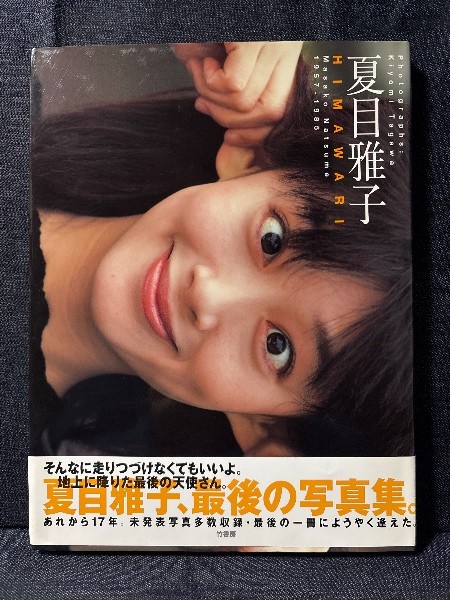 夏目雅子
HIMAWARI
Masako Natsume
1957-1985
Photographs:
Kiyomi Tagawa
そんなに走りつづけなくてもいいよ。
地上に降りた最後の天使さん。
夏目雅子、最後の写真集。
あれから17年。未発表写真多数収録・最後の一冊にようやく逢えた。
竹書房